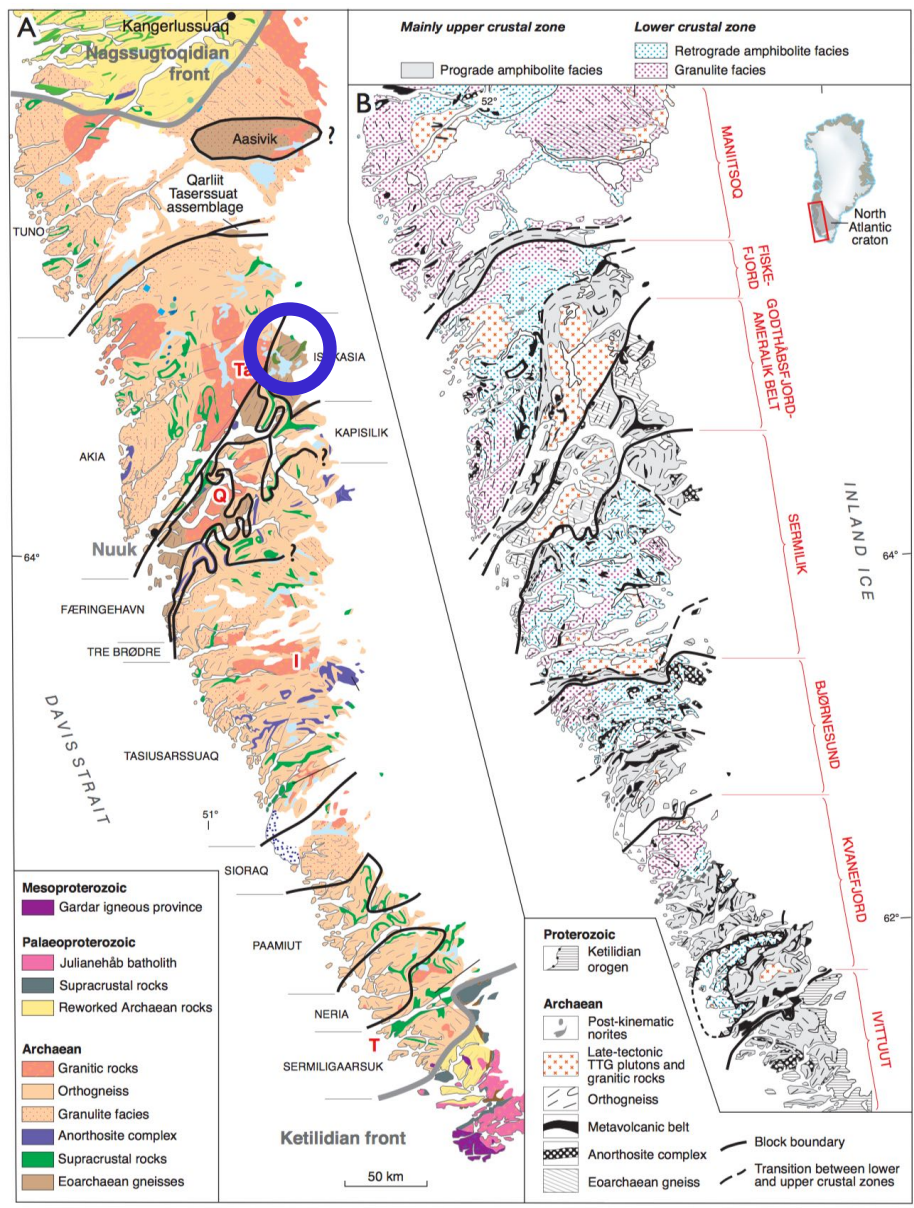 A
Kangerlussuaq
Nagssugtoqidian
front
Aasivik
?
Qarliit
Taserssuat
assemblage
TUNO
Ta
AKIA
KAPISILIK
?
Q
Nuuk
64°
?
FÆRINGEHAVN
TRE BRØDRE
I
DAVIS STRAIT
TASIUSARSSUAQ
51°
SIORAQ
PAAMIUT
NERIA
T
SERMILIGAARSUK
Ketilidian front
50 km
Mesoproterozoic
Gardar igneous province
Palaeoproterozoic
Julianehåb batholith
Supracrustal rocks
Reworked Archaean rocks
Archaean
Granitic rocks
Orthogneiss
Granulite facies
Anorthosite complex
Supracrustal rocks
Eoarchaean gneisses
Mainly upper crustal zone
Prograde amphibolite facies
Lower crustal zone
Retrograde amphibolite facies
Granulite facies
B
52°
North
Atlantic
craton
MANIITSOQ
FISKE-
FJORD
GODTHÅBSFJORD-
AMERALIK BELT
SERMILIK
INLAND ICE
64°
BJØRNESUND
KVANEFJORD
62°
IVITTUUT
Proterozoic
Ketilidian
orogen
Archaean
Post-kinematic
norites
Late-tectonic
TTG plutons and
granitic rocks
Orthogneiss
Metavolcanic belt
Anorthosite complex
Eoarchaean gneiss
Block boundary
Transition between lower
and upper crustal zones